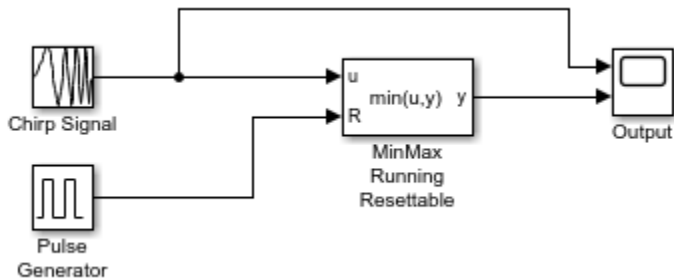 Chirp Signal
u
R
min(u,y)
y
MinMax
Running
Resettable
Output
Pulse
Generator